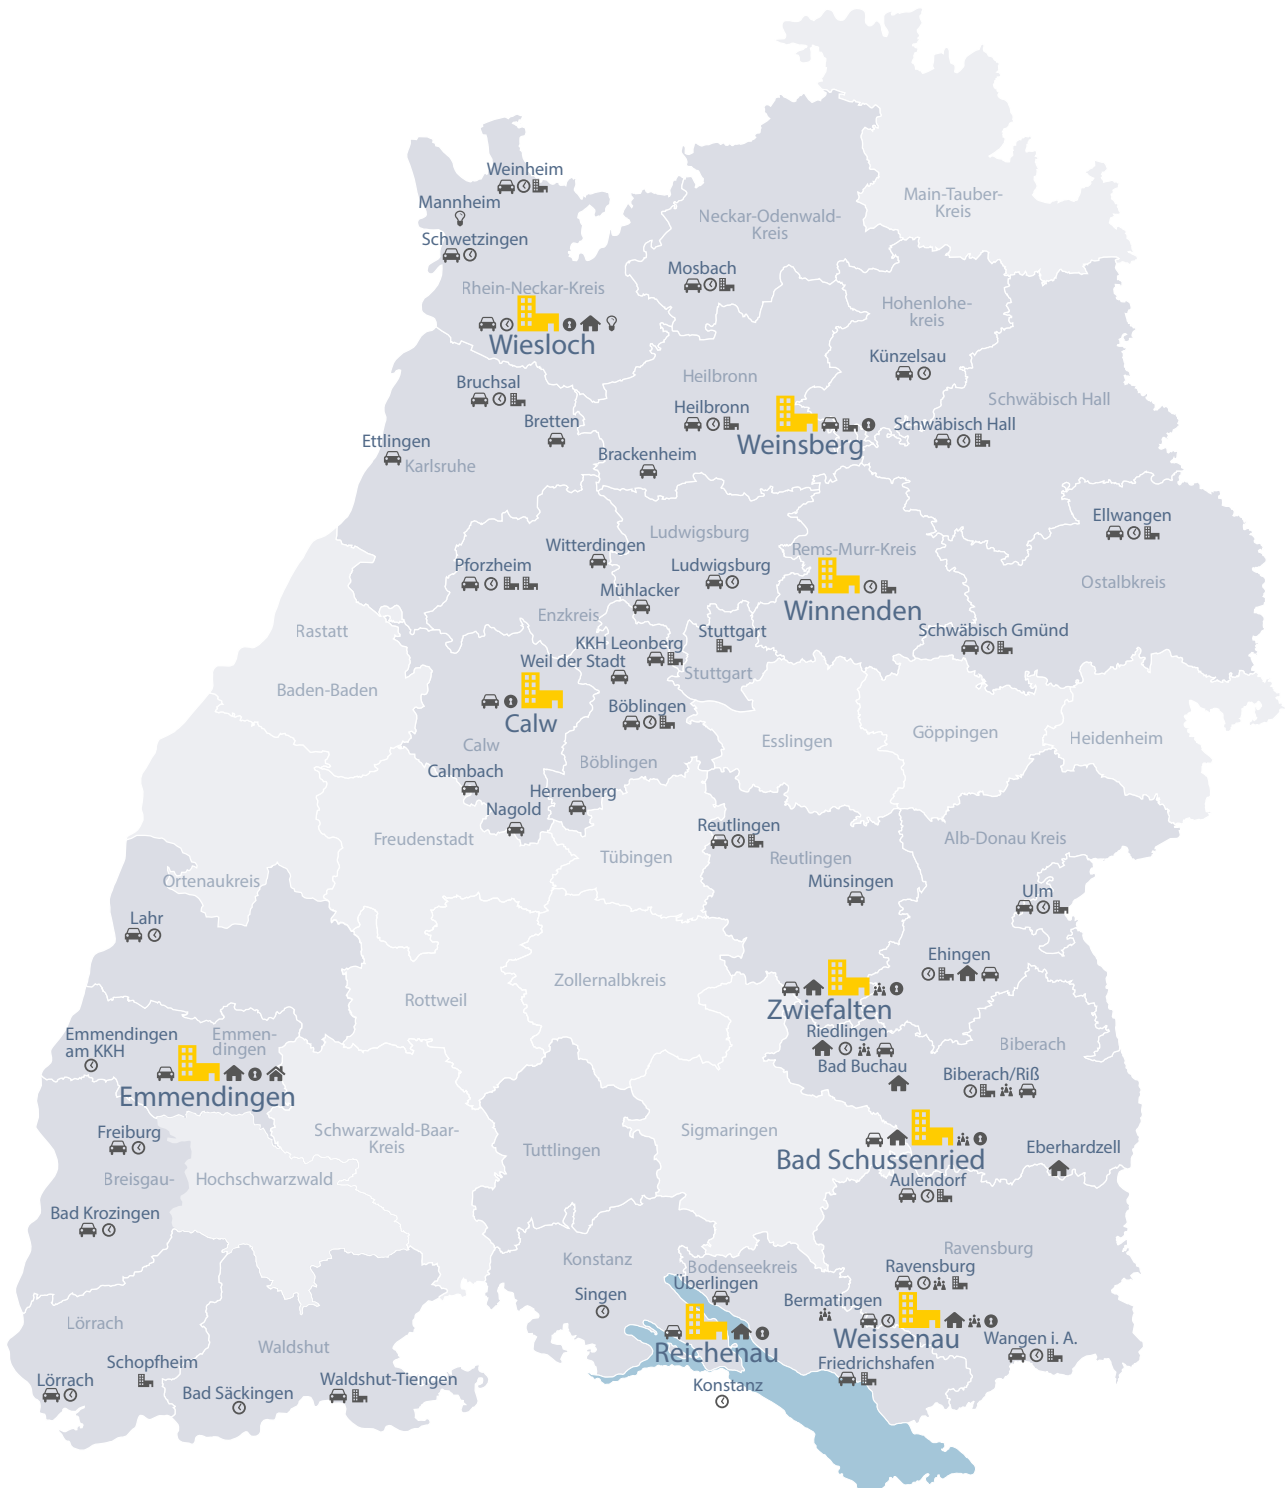 Weinheim
Mannheim
Schwetzingen
Neckar-Odenwald-
Kreis
Main-Tauber-
Kreis
Mosbach
Rhein-Neckar-Kreis
Wiesloch
Hohenlohe-
kreis
Künzelsau
Heilbronn
Bruchsal
Bretten
Heilbronn
Weinsberg
Schwäbisch Hall
Schwäbisch Hall
Ettlingen
Karlsruhe
Brackenheim
Ellwangen
Ludwigsburg
Witterdingen
Pforzheim
Ludwigsburg
Rems-Murr-Kreis
Winnenden
Ostalbkreis
Mühlacker
Enzkreis
Rastatt
KKH Leonberg
Stuttgart
Schwäbisch Gmünd
Weil der Stadt
Stuttgart
Baden-Baden
Calw
Böblingen
Calw
Esslingen
Göppingen
Heidenheim
Böblingen
Calmbach
Herrenberg
Nagold
Freudenstadt
Reutlingen
Alb-Donau Kreis
Tübingen
Reutlingen
Münsingen
Ortenaukreis
Ulm
Lahr
Ehingen
Zollernalbkreis
Rottweil
Zwiefalten
Riedlingen
Emmendingen
am KKH
Emmen-
dingen
Biberach
Bad Buchau
Biberach/Riß
Emmendingen
Freiburg
Schwarzwald-Baar-
Kreis
Sigmaringen
Tuttlingen
Bad Schussenried
Eberhardzell
Breisgau-
Hochschwarzwald
Aulendorf
Bad Krozingen
Ravensburg
Konstanz
Bodenseekreis
Ravensburg
Überlingen
Singen
Bermatingen
Lörrach
Waldshut
Reichenau
Weissenau
Wangen i. A.
Schopfheim
Friedrichshafen
Lörrach
Bad Säckingen
Waldshut-Tiengen
Konstanz